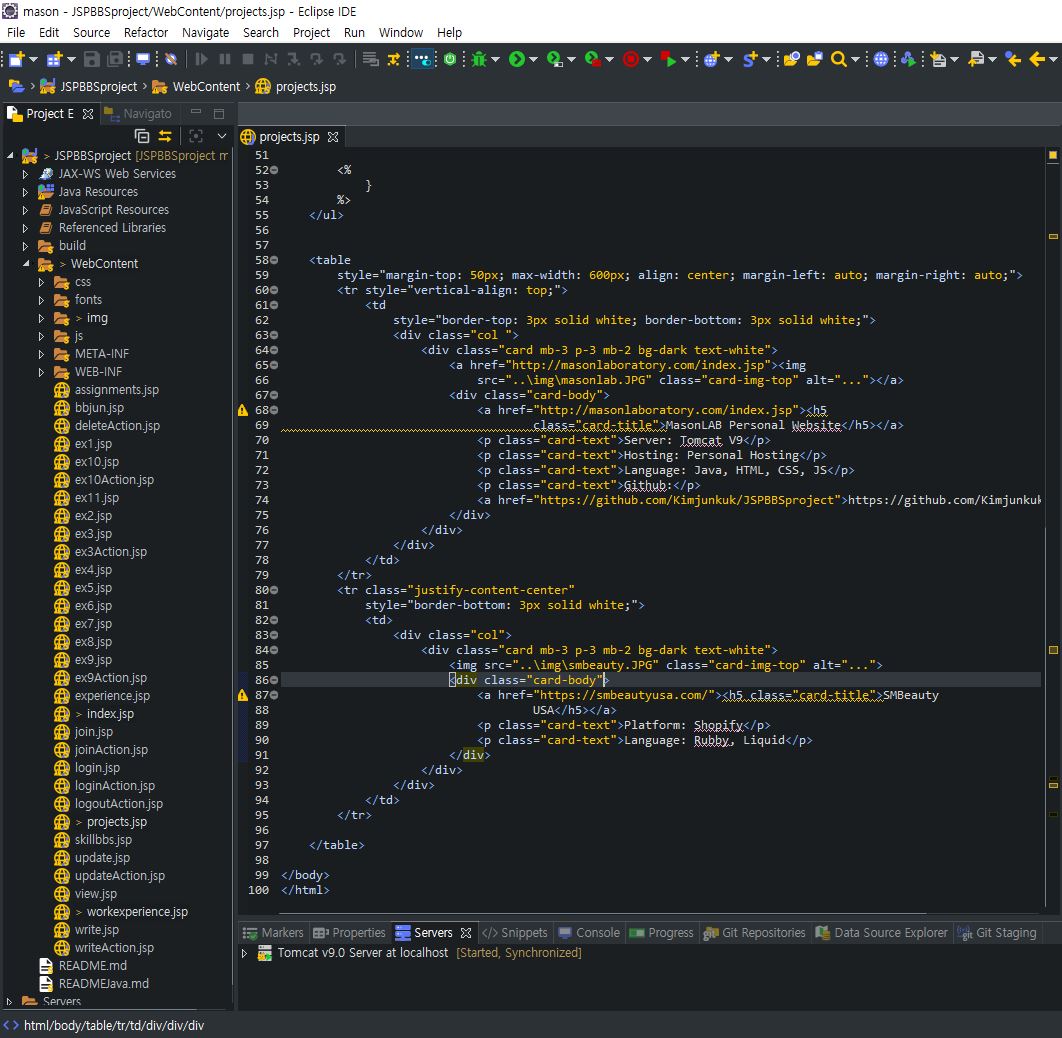 mason - JSPBBSproject/WebContent/projects.jsp - Eclipse IDE
File Edit Source Refactor Navigate Search Project Run Window Help
JSPBBSproject > WebContent > projects.jsp
Project E
Navigato
> JSPBBSproject [JSPBBSproject m
JAX-WS Web Services
Java Resources
JavaScript Resources
Referenced Libraries
build
> WebContent
css
fonts
> img
js
META-INF
WEB-INF
assignments.jsp
bbjun.jsp
deleteAction.jsp
ex1.jsp
ex10.jsp
ex10Action.jsp
ex11.jsp
ex2.jsp
ex3.jsp
ex3Action.jsp
ex4.jsp
ex5.jsp
ex6.jsp
ex7.jsp
ex8.jsp
ex9.jsp
ex9Action.jsp
experience.jsp
> index.jsp
join.jsp
joinAction.jsp
login.jsp
loginAction.jsp
logoutAction.jsp
> projects.jsp
skillbbs.jsp
update.jsp
updateAction.jsp
view.jsp
> workexperience.jsp
write.jsp
writeAction.jsp
README.md
READMEJava.md
Servers
projects.jsp
51
52 <%
53 }
54 %>
55 </ul>
56
57
58 <table
59 style="margin-top: 50px; max-width: 600px; align: center; margin-left: auto; margin-right: auto;">
60 <tr style="vertical-align: top;">
61 <td
62 style="border-top: 3px solid white; border-bottom: 3px solid white;">
63 <div class="col ">
64 <div class="card mb-3 p-3 mb-2 bg-dark text-white">
65 <a href="http://masonlaboratory.com/index.jsp"><img
66 src="..\img\masonlab.JPG" class="card-img-top" alt="..."></a>
67 <div class="card-body">
68 <a href="http://masonlaboratory.com/index.jsp"><h5
69 class="card-title">MasonLAB Personal Website</h5></a>
70 <p class="card-text">Server: Tomcat V9</p>
71 <p class="card-text">Hosting: Personal Hosting</p>
72 <p class="card-text">Language: Java, HTML, CSS, JS</p>
73 <p class="card-text">Github:</p>
74 <a href="https://github.com/Kimjunkuk/JSPBBSproject">https://github.com/Kimjunkuk
75 </div>
76 </div>
77 </div>
78 </td>
79 </tr>
80 <tr class="justify-content-center"
81 style="border-bottom: 3px solid white;">
82 <td>
83 <div class="col">
84 <div class="card mb-3 p-3 mb-2 bg-dark text-white">
85 <img src="..\img\smbeauty.JPG" class="card-img-top" alt="...">
86 <div class="card-body">
87 <a href="https://smbeautyusa.com/"><h5 class="card-title">SMBeauty
88 USA</h5></a>
89 <p class="card-text">Platform: Shopify</p>
90 <p class="card-text">Language: Rubby, Liquid</p>
91 </div>
92 </div>
93 </div>
94 </td>
95 </tr>
96
97 </table>
98
99 </body>
100 </html>
Markers Properties Servers Snippets Console Progress Git Repositories Data Source Explorer Git Staging
Tomcat v9.0 Server at localhost [Started, Synchronized]
html/body/table/tr/td/div/div/div